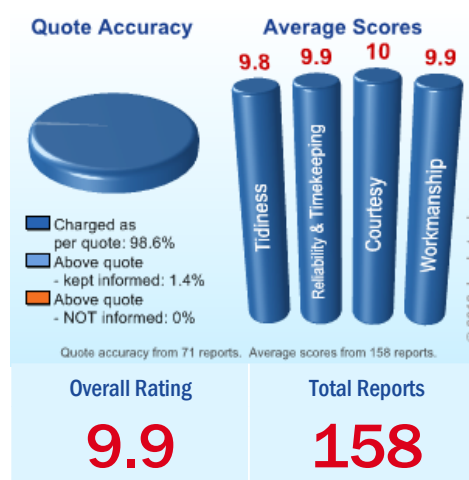 Quote Accuracy
Average Scores
9.8
9.9
10
9.9
Tidiness
Reliability & Timekeeping
Courtesy
Workmanship
Charged as
per quote: 98.6%
Above quote
- kept informed: 1.4%
Above quote
- NOT informed: 0%
Quote accuracy from 71 reports. Average scores from 158 reports.
Overall Rating
Total Reports
9.9
158